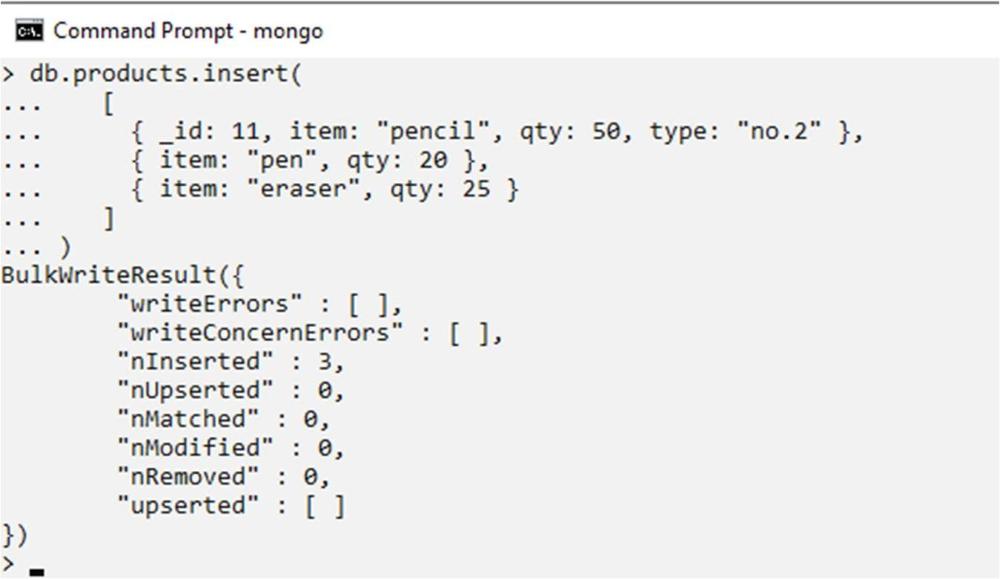 C:\. Command Prompt - mongo
> db.products.insert(
...    [
...      { _id: 11, item: "pencil", qty: 50, type: "no.2" },
...      { item: "pen", qty: 20 },
...      { item: "eraser", qty: 25 }
...    ]
... )
BulkWriteResult({
        "writeErrors" : [ ],
        "writeConcernErrors" : [ ],
        "nInserted" : 3,
        "nUpserted" : 0,
        "nMatched" : 0,
        "nModified" : 0,
        "nRemoved" : 0,
        "upserted" : [ ]
})
> _